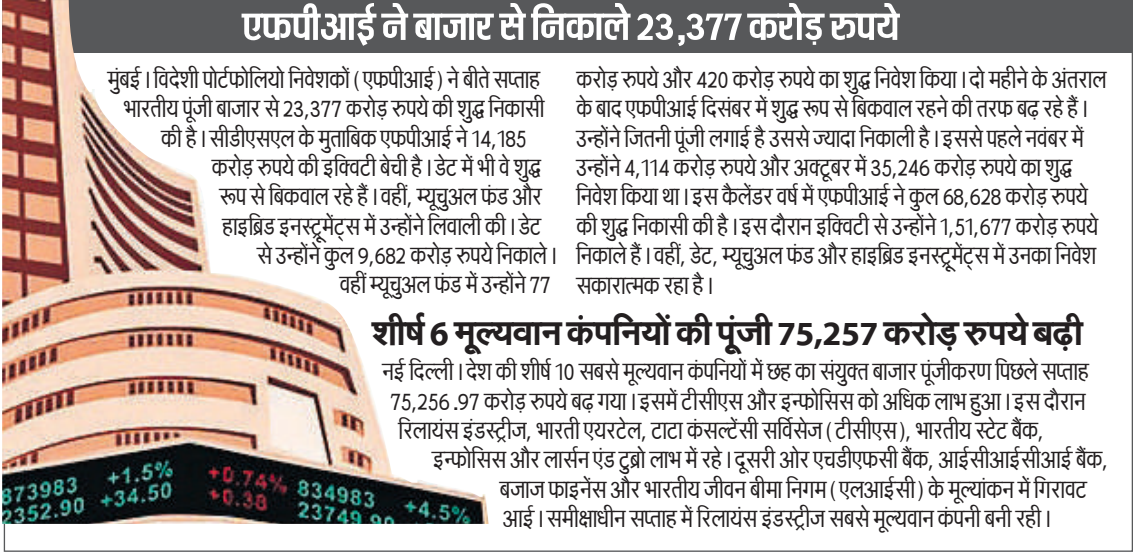 एफपीआई ने बाजार से निकाले 23,377 करोड़ रुपये
मुंबई। विदेशी पोर्टफोलियो निवेशकों (एफपीआई) ने बीते सप्ताह
भारतीय पूंजी बाजार से 23,377 करोड़ रुपये की शुद्ध निकासी
की है। सीडीएसएल के मुताबिक एफपीआई ने 14,185
करोड़ रुपये की इक्विटी बेची है। डेट में भी वे शुद्ध
रूप से बिकवाल रहे हैं। वहीं, म्यूचुअल फंड और
हाइब्रिड इनस्ट्रूमेंट्स में उन्होंने लिवाली की। डेट
से उन्होंने कुल 9,682 करोड़ रुपये निकाले।
वहीं म्यूचुअल फंड में उन्होंने 77
करोड़ रुपये और 420 करोड़ रुपये का शुद्ध निवेश किया। दो महीने के अंतराल
के बाद एफपीआई दिसंबर में शुद्ध रूप से बिकवाल रहने की तरफ बढ़ रहे हैं।
उन्होंने जितनी पूंजी लगाई है उससे ज्यादा निकाली है। इससे पहले नवंबर में
उन्होंने 4,114 करोड़ रुपये और अक्टूबर में 35,246 करोड़ रुपये का शुद्ध
निवेश किया था। इस कैलेंडर वर्ष में एफपीआई ने कुल 68,628 करोड़ रुपये
की शुद्ध निकासी की है। इस दौरान इक्विटी से उन्होंने 1,51,677 करोड़ रुपये
निकाले हैं। वहीं, डेट, म्यूचुअल फंड और हाइब्रिड इनस्ट्रूमेंट्स में उनका निवेश
सकारात्मक रहा है।
शीर्ष 6 मूल्यवान कंपनियों की पूंजी 75,257 करोड़ रुपये बढ़ी
नई दिल्ली। देश की शीर्ष 10 सबसे मूल्यवान कंपनियों में छह का संयुक्त बाजार पूंजीकरण पिछले सप्ताह
75,256.97 करोड़ रुपये बढ़ गया। इसमें टीसीएस और इन्फोसिस को अधिक लाभ हुआ। इस दौरान
रिलायंस इंडस्ट्रीज, भारती एयरटेल, टाटा कंसल्टेंसी सर्विसेज (टीसीएस), भारतीय स्टेट बैंक,
इन्फोसिस और लार्सन एंड टुब्रो लाभ में रहे। दूसरी ओर एचडीएफसी बैंक, आईसीआईसीआई बैंक,
बजाज फाइनेंस और भारतीय जीवन बीमा निगम (एलआईसी) के मूल्यांकन में गिरावट
आई। समीक्षाधीन सप्ताह में रिलायंस इंडस्ट्रीज सबसे मूल्यवान कंपनी बनी रही।
873983 +1.5% +0.74% 834983
2352.90 +34.50 +0.38 +4.5%